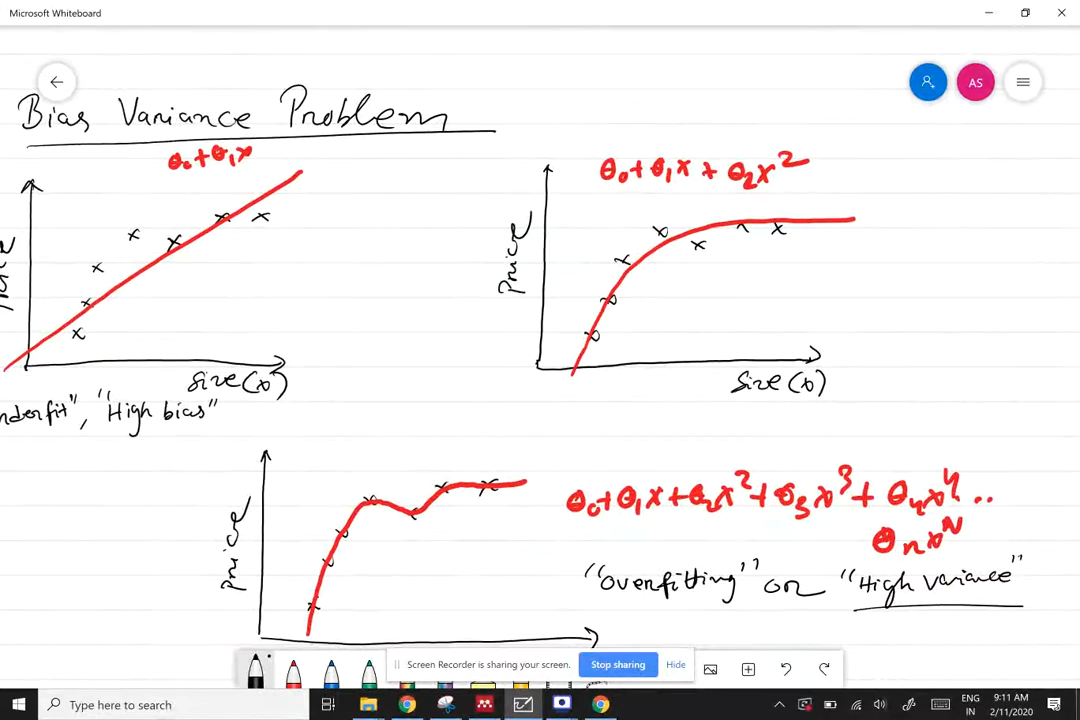 Microsoft Whiteboard
AS
Bias Variance Problem
θ₀+θ₁x
θ₀+θ₁x+θ₂x²
Price
Size(x)
Price
Size(x)
nderfit", "High bias"
Price
θ₀+θ₁x+θ₂x²+θ₃x³+θ₄x⁴..
θₙxᴺ
"Overfitting" or "High variance"
Screen Recorder is sharing your screen.
Stop sharing
Hide
Type here to search
ENG
IN
9:11 AM
2/11/2020